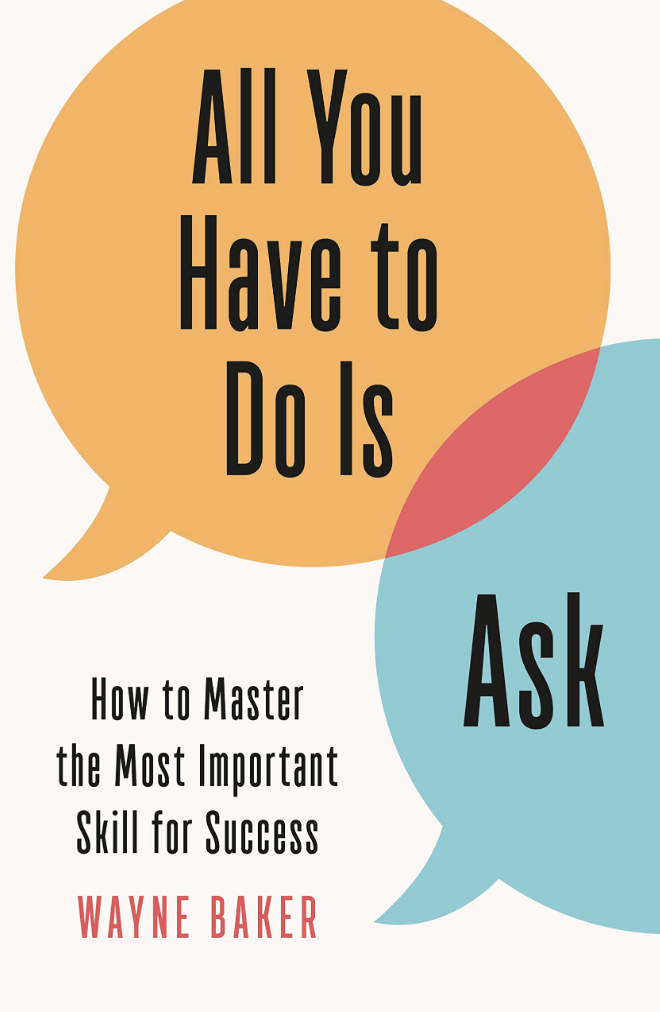 All You
Have to
Do Is
Ask
How to Master
the Most Important
Skill for Success
WAYNE BAKER